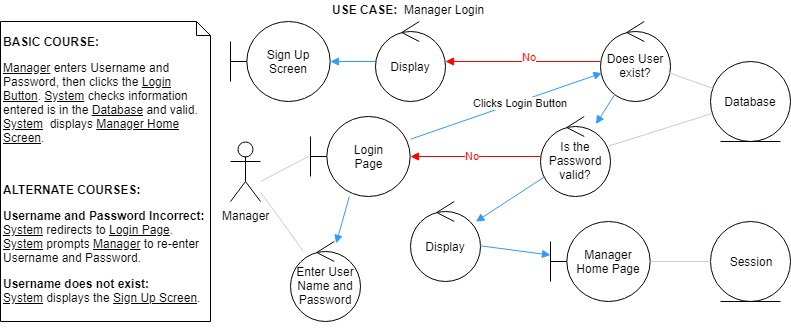 USE CASE: Manager Login
BASIC COURSE:
Manager enters Username and
Password, then clicks the Login
Button. System checks information
entered is in the Database and valid.
System displays Manager Home
Screen.
ALTERNATE COURSES:
Username and Password Incorrect:
System redirects to Login Page.
System prompts Manager to re-enter
Username and Password.
Username does not exist:
System displays the Sign Up Screen.
Sign Up
Screen
Display
No
Does User
exist?
Database
Clicks Login Button
Login
Page
No
Is the
Password
valid?
Manager
Display
Manager
Home Page
Session
Enter User
Name and
Password